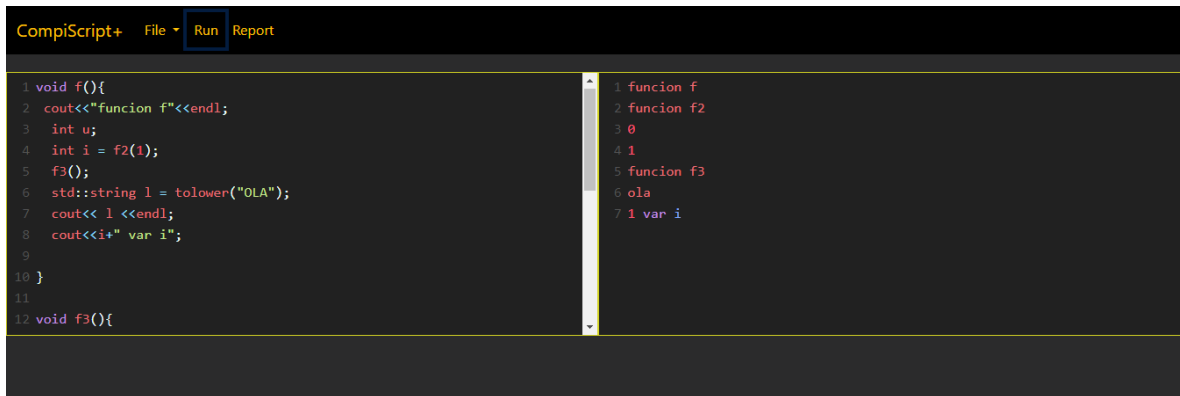 CompiScript+ File Run Report
1 void f(){
2 cout<<"funcion f"<<endl;
3 int u;
4 int i = f2(1);
5 f3();
6 std::string l = tolower("OLA");
7 cout<< l <<endl;
8 cout<<i+" var i";
9
10 }
11
12 void f3(){
1 funcion f
2 funcion f2
3 0
4 1
5 funcion f3
6 ola
7 1 var i